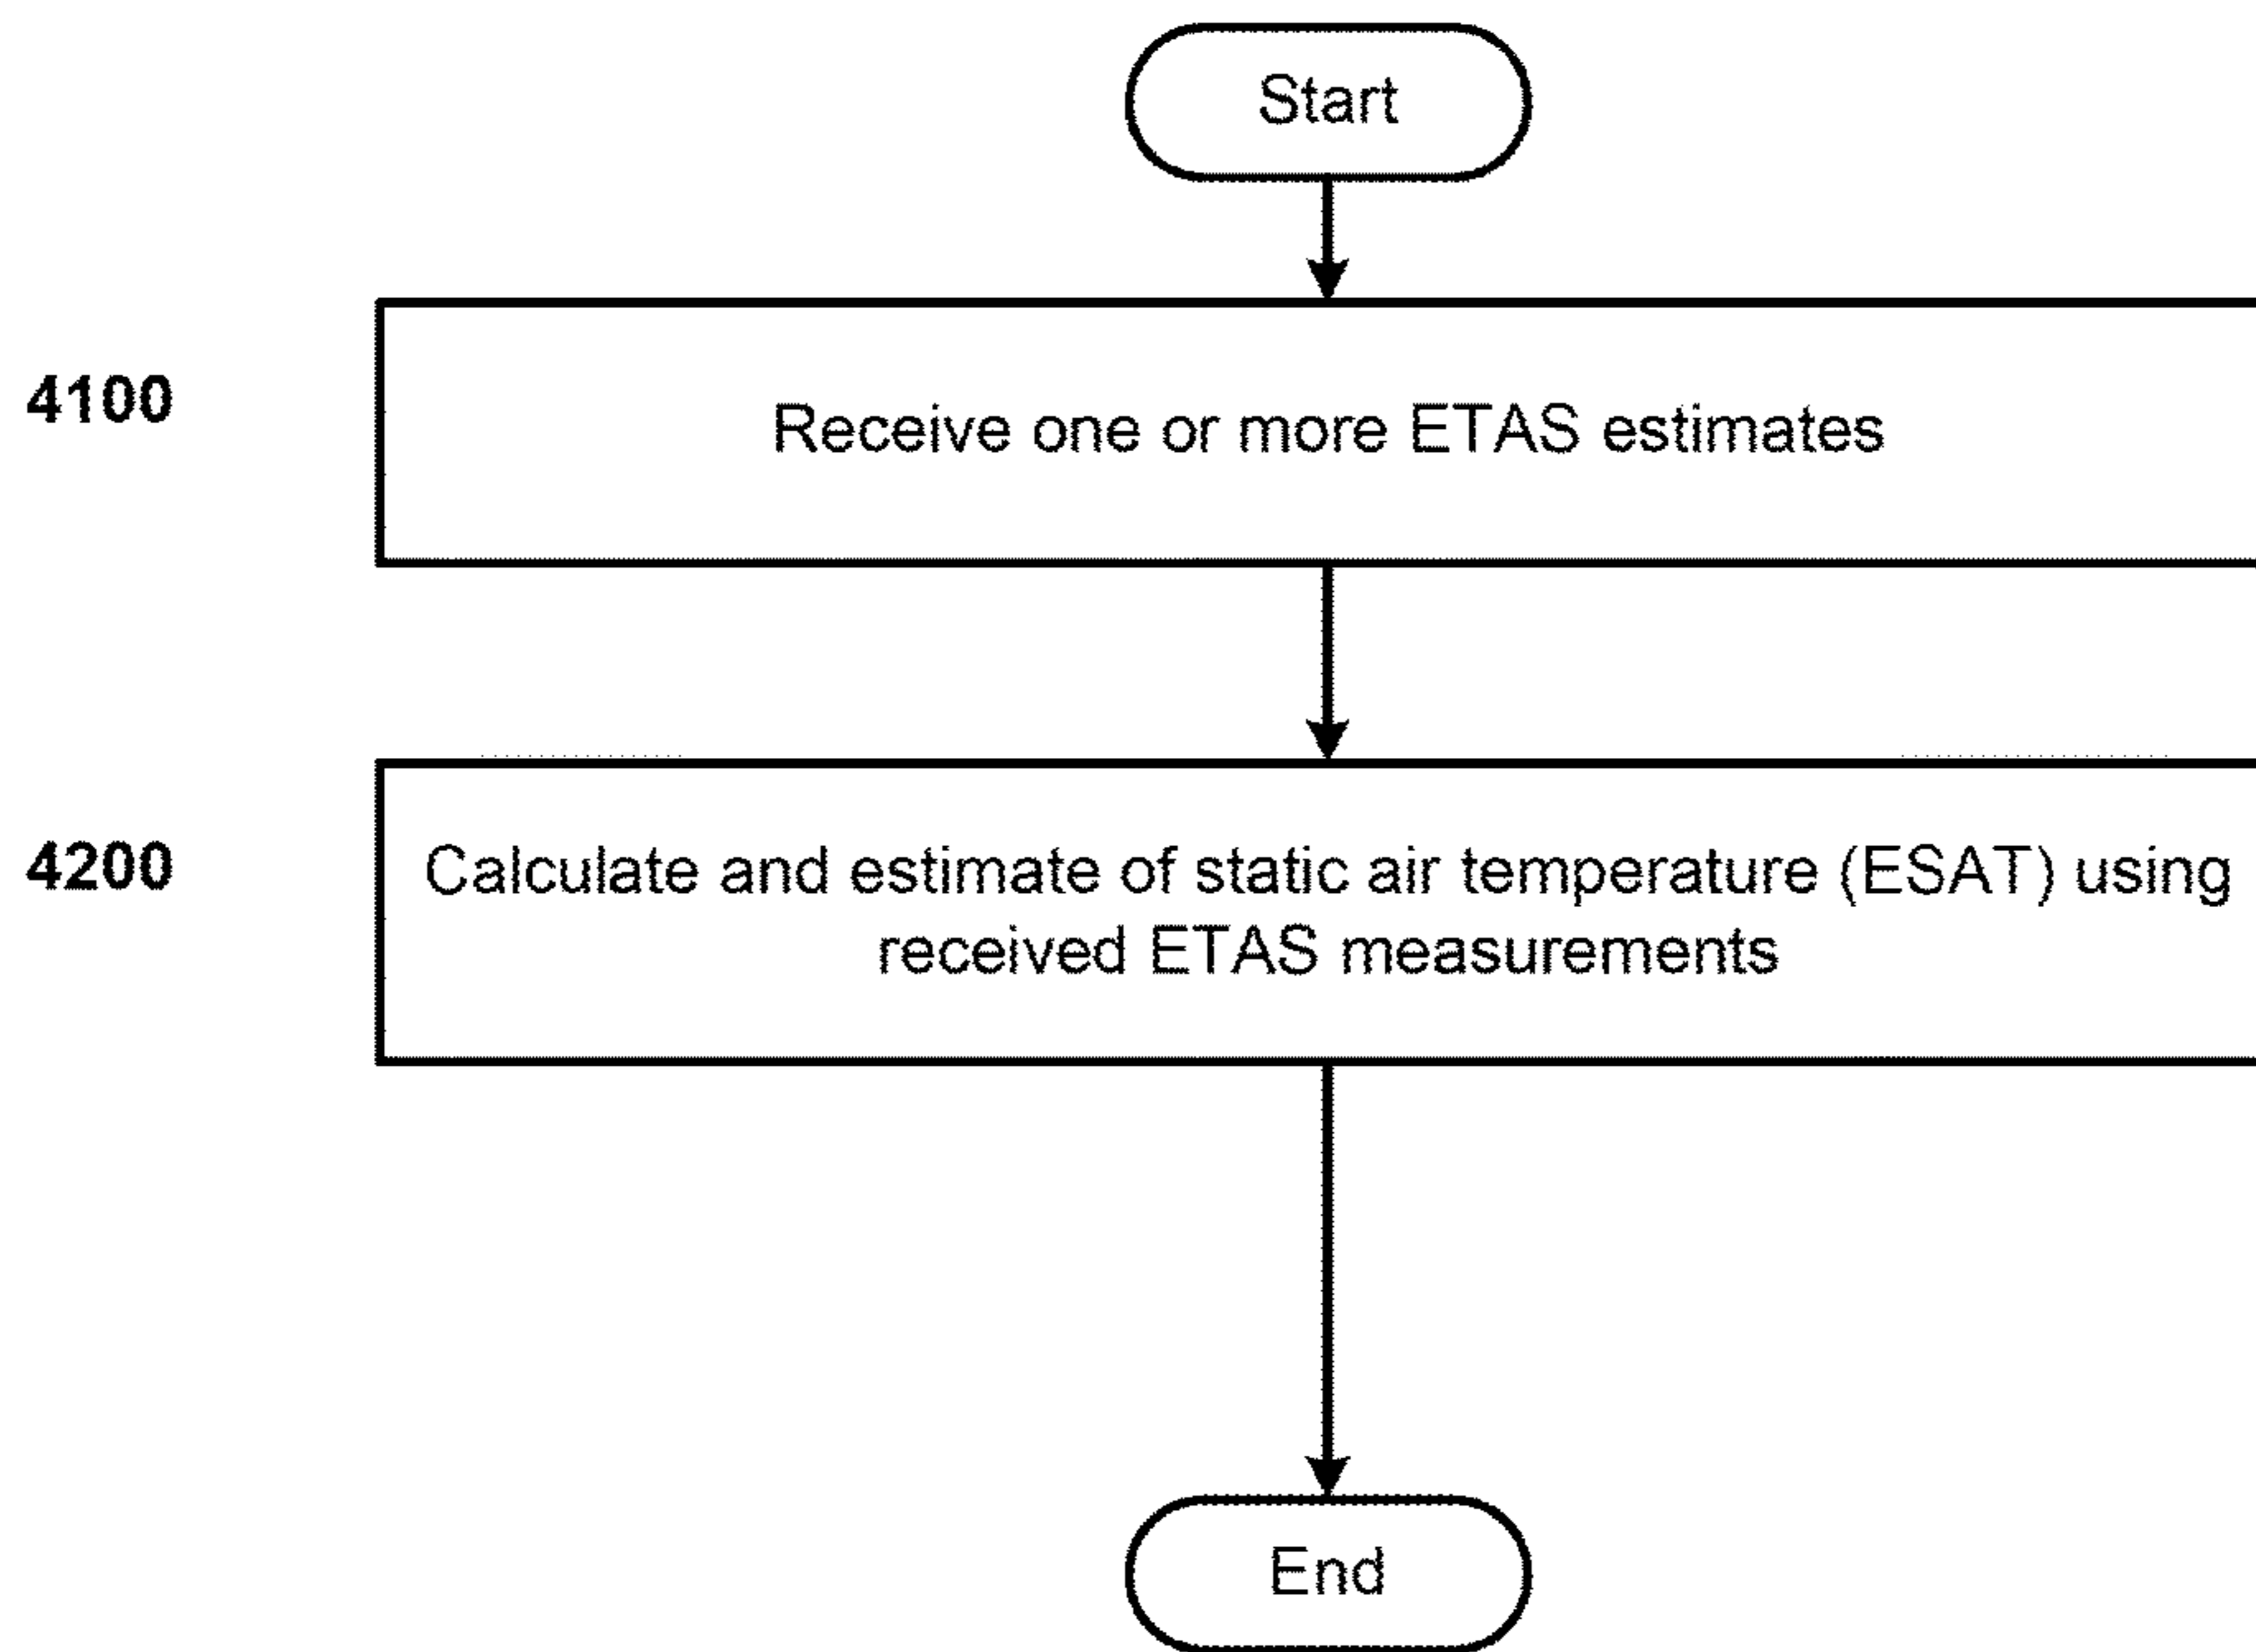 Start
4100
Receive one or more ETAS estimates
4200
Calculate and estimate of static air temperature (ESAT) using
received ETAS measurements
End